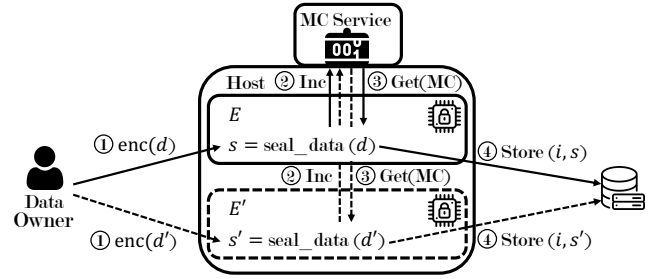 MC Service
001
Host ② Inc ③ Get(MC)
E
① enc(d)
s = seal_data (d)
④ Store (i, s)
② Inc ③ Get(MC)
Data
Owner
E′
① enc(d′)
s′ = seal_data (d′)
④ Store (i, s′)